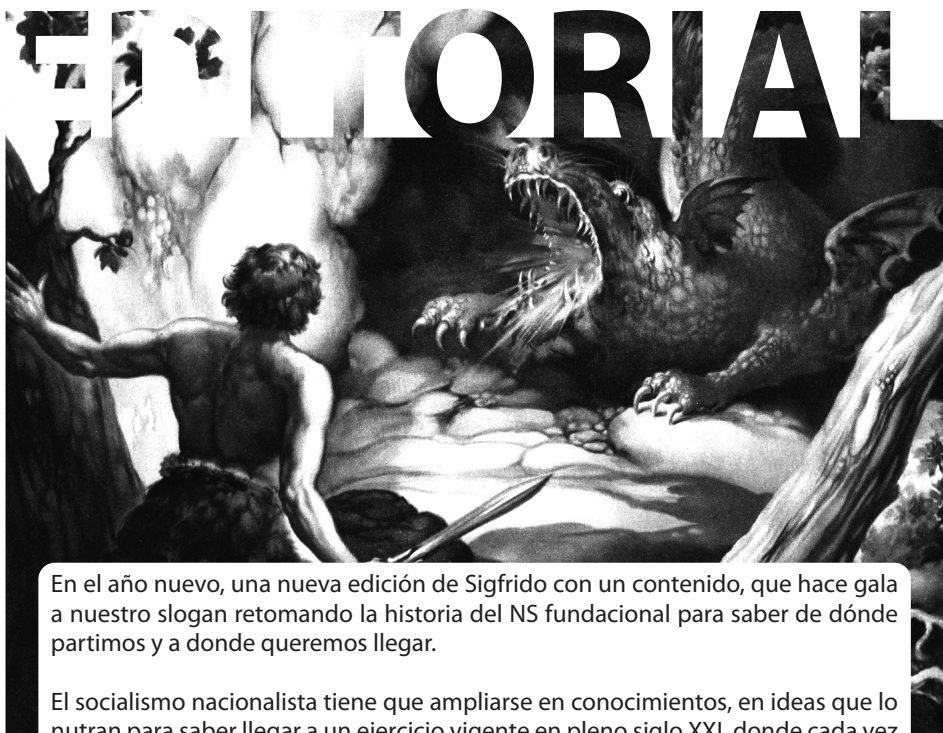 EDITORIAL
En el año nuevo, una nueva edición de Sigfrido con un contenido, que hace gala
a nuestro slogan retomando la historia del NS fundacional para saber de dónde
partimos y a donde queremos llegar.
El socialismo nacionalista tiene que ampliarse en conocimientos, en ideas que lo
nutran para saber llegar a un ejercicio vigente en pleno siglo XXI, donde cada vez